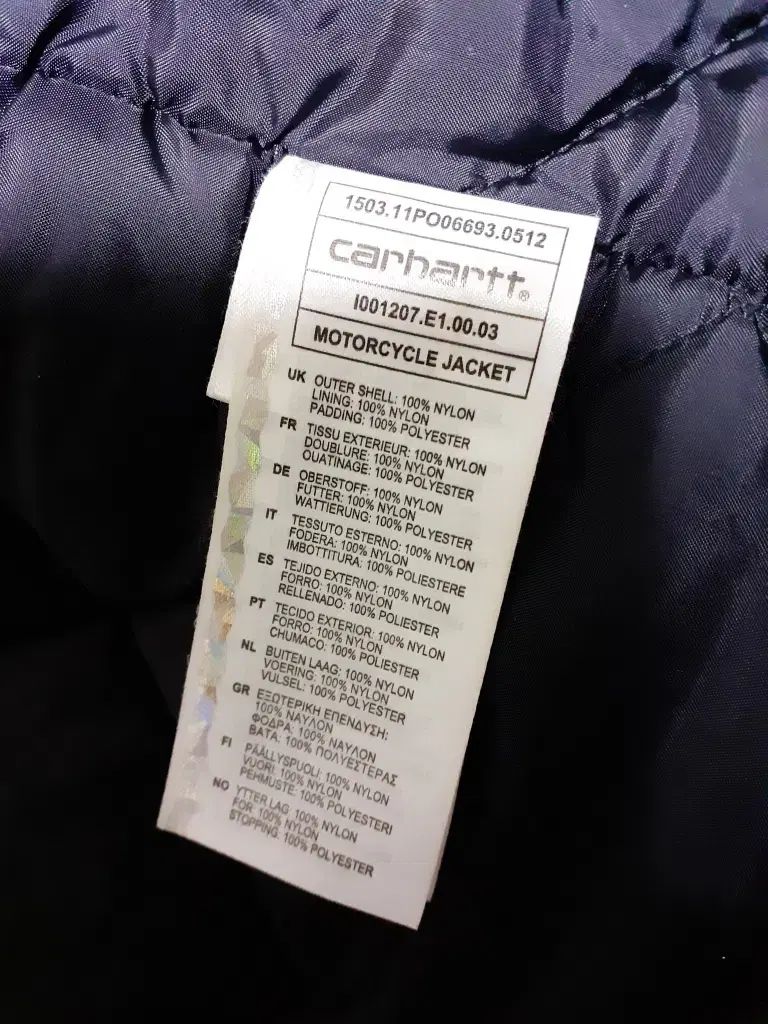 1503.11PO06693.0512
carhartt®
I001207.E1.00.03
MOTORCYCLE JACKET
UK OUTER SHELL: 100% NYLON
LINING: 100% NYLON
PADDING: 100% POLYESTER
FR TISSU EXTERIEUR: 100% NYLON
DOUBLURE: 100% NYLON
OUATINAGE: 100% POLYESTER
DE OBERSTOFF: 100% NYLON
FUTTER: 100% NYLON
WATTIERUNG: 100% POLYESTER
IT TESSUTO ESTERNO: 100% NYLON
FODERA: 100% NYLON
IMBOTTITURA: 100% POLIESTERE
ES TEJIDO EXTERNO: 100% NYLON
FORRO: 100% NYLON
RELLENADO: 100% POLIESTER
PT TECIDO EXTERIOR: 100% NYLON
FORRO: 100% NYLON
CHUMACO: 100% POLIESTER
NL BUITEN LAAG: 100% NYLON
VOERING: 100% NYLON
VULSEL: 100% POLYESTER
GR ΕΞΩΤΕΡΙΚΗ ΕΠΕΝΔΥΣΗ:
100% ΝΑΥΛΟΝ
ΦΟΔΡΑ: 100% ΝΑΥΛΟΝ
ΒΑΤΑ: 100% ΠΟΛΥΕΣΤΕΡΑΣ
FI PÄÄLLYSPUOLI: 100% NYLON
VUORI: 100% NYLON
PEHMUSTE: 100% POLYESTERI
NO YTTER LAG: 100% NYLON
FOR: 100% NYLON
STOPPING: 100% POLYESTER